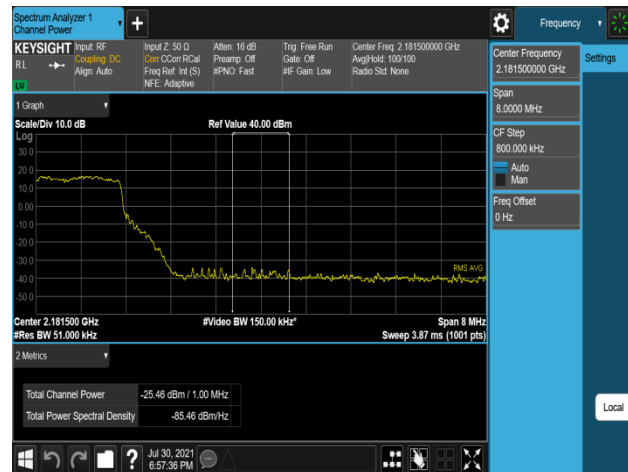 Spectrum Analyzer 1
Channel Power
+
Frequency
KEYSIGHT
RL
LXI
Input: RF
Coupling: DC
Align: Auto
Input Z: 50 Ω
Corr CCorr RCal
Freq Ref: Int (S)
NFE: Adaptive
Atten: 16 dB
Preamp: Off
#PNO: Fast
Trig: Free Run
Gate: Off
#IF Gain: Low
Center Freq: 2.181500000 GHz
Avg|Hold: 100/100
Radio Std: None
Center Frequency
2.181500000 GHz
Settings
Span
8.0000 MHz
CF Step
800.000 kHz
Auto
Man
Freq Offset
0 Hz
Local
1 Graph
Scale/Div 10.0 dB
Ref Value 40.00 dBm
Log
30.0
20.0
10.0
0.00
-10.0
-20.0
-30.0
-40.0
-50.0
RMS AVG
Center 2.181500 GHz
#Video BW 150.00 kHz*
Span 8 MHz
#Res BW 51.000 kHz
Sweep 3.87 ms (1001 pts)
2 Metrics
Total Channel Power -25.46 dBm / 1.00 MHz
Total Power Spectral Density -85.46 dBm/Hz
?
Jul 30, 2021
6:57:36 PM